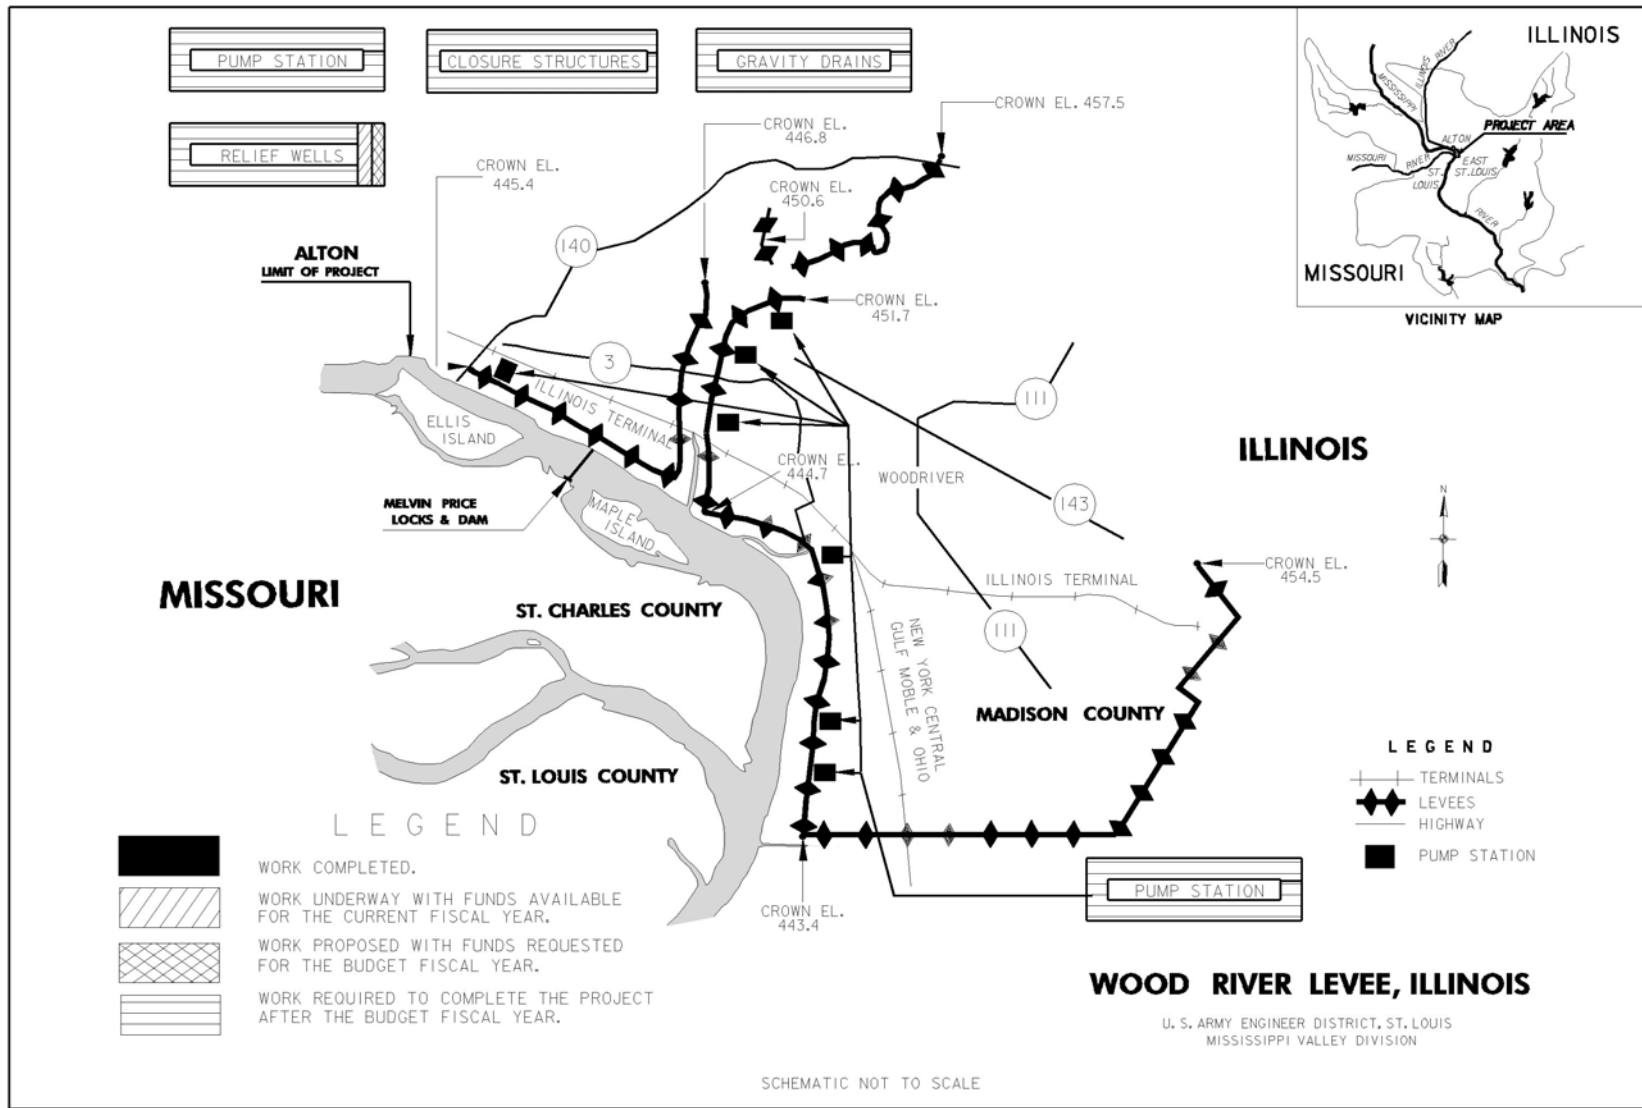 PUMP STATION
CLOSURE STRUCTURES
GRAVITY DRAINS
RELIEF WELLS
CROWN EL.
445.4
CROWN EL.
446.8
CROWN EL. 457.5
CROWN EL.
450.6
CROWN EL.
451.7
ALTON
LIMIT OF PROJECT
140
3
ILLINOIS TERMINAL
ELLIS
ISLAND
MELVIN PRICE
LOCKS & DAM
MAPLE
ISLAND
CROWN EL.
444.7
WOODRIVER
111
143
ILLINOIS
N
MISSOURI
ST. CHARLES COUNTY
ILLINOIS TERMINAL
CROWN EL.
454.5
111
NEW YORK CENTRAL
GULF MOBLE & OHIO
MADISON COUNTY
ST. LOUIS COUNTY
CROWN EL.
443.4
PUMP STATION
ILLINOIS
MISSISSIPPI
ILLINOIS
RIVER
PROJECT AREA
ALTON
MISSOURI
RIVER
EAST
ST. LOUIS
ST.
LOUIS
RIVER
MISSOURI
VICINITY MAP
LEGEND
TERMINALS
LEVEES
HIGHWAY
PUMP STATION
LEGEND
WORK COMPLETED.
WORK UNDERWAY WITH FUNDS AVAILABLE
FOR THE CURRENT FISCAL YEAR.
WORK PROPOSED WITH FUNDS REQUESTED
FOR THE BUDGET FISCAL YEAR.
WORK REQUIRED TO COMPLETE THE PROJECT
AFTER THE BUDGET FISCAL YEAR.
WOOD RIVER LEVEE, ILLINOIS
U. S. ARMY ENGINEER DISTRICT, ST. LOUIS
MISSISSIPPI VALLEY DIVISION
SCHEMATIC NOT TO SCALE